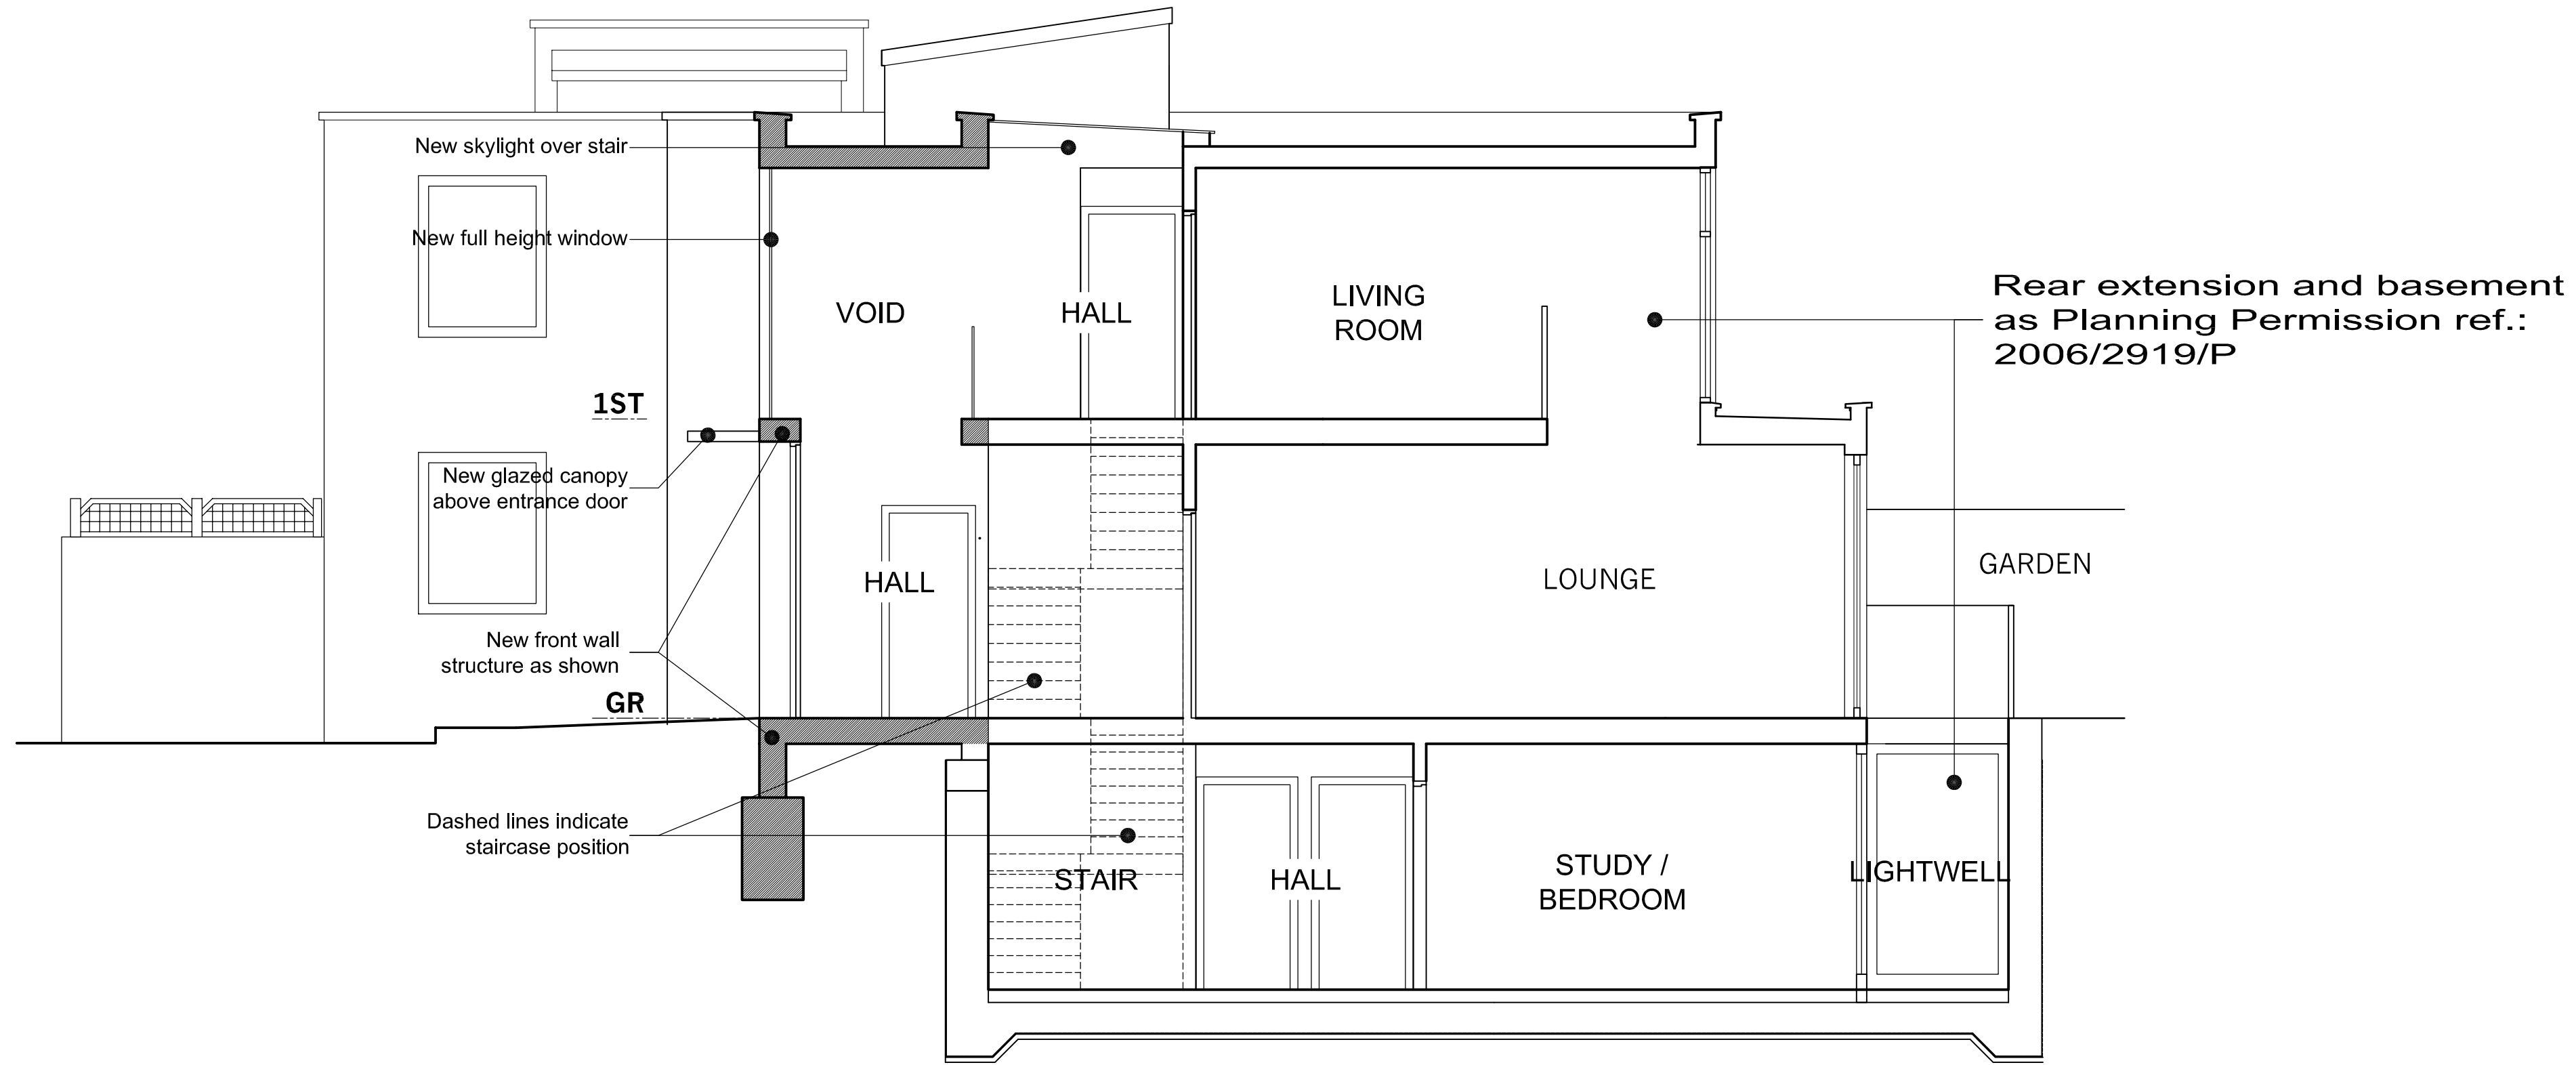 New skylight over stair
New full height window
VOID
HALL
LIVING
ROOM
Rear extension and basement
as Planning Permission ref.:
2006/2919/P
1ST
New glazed canopy
above entrance door
HALL
LOUNGE
GARDEN
New front wall
structure as shown
GR
Dashed lines indicate
staircase position
STAIR
HALL
STUDY /
BEDROOM
LIGHTWELL